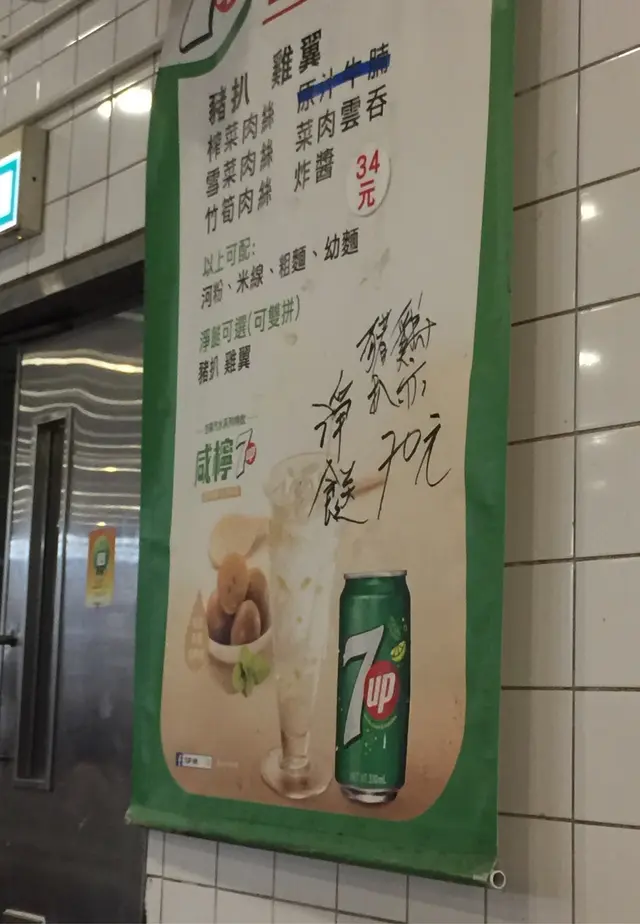 7
豬扒 雞翼
榨菜肉絲 原汁牛腩
雪菜肉絲 菜肉雲吞
竹筍肉絲 炸醬
34
元
以上可配:
河粉、米線、粗麵、幼麵
淨餸可選(可雙拼)
豬扒 雞翼
豬扒
淨餸
70元
咸檸7
up
7up